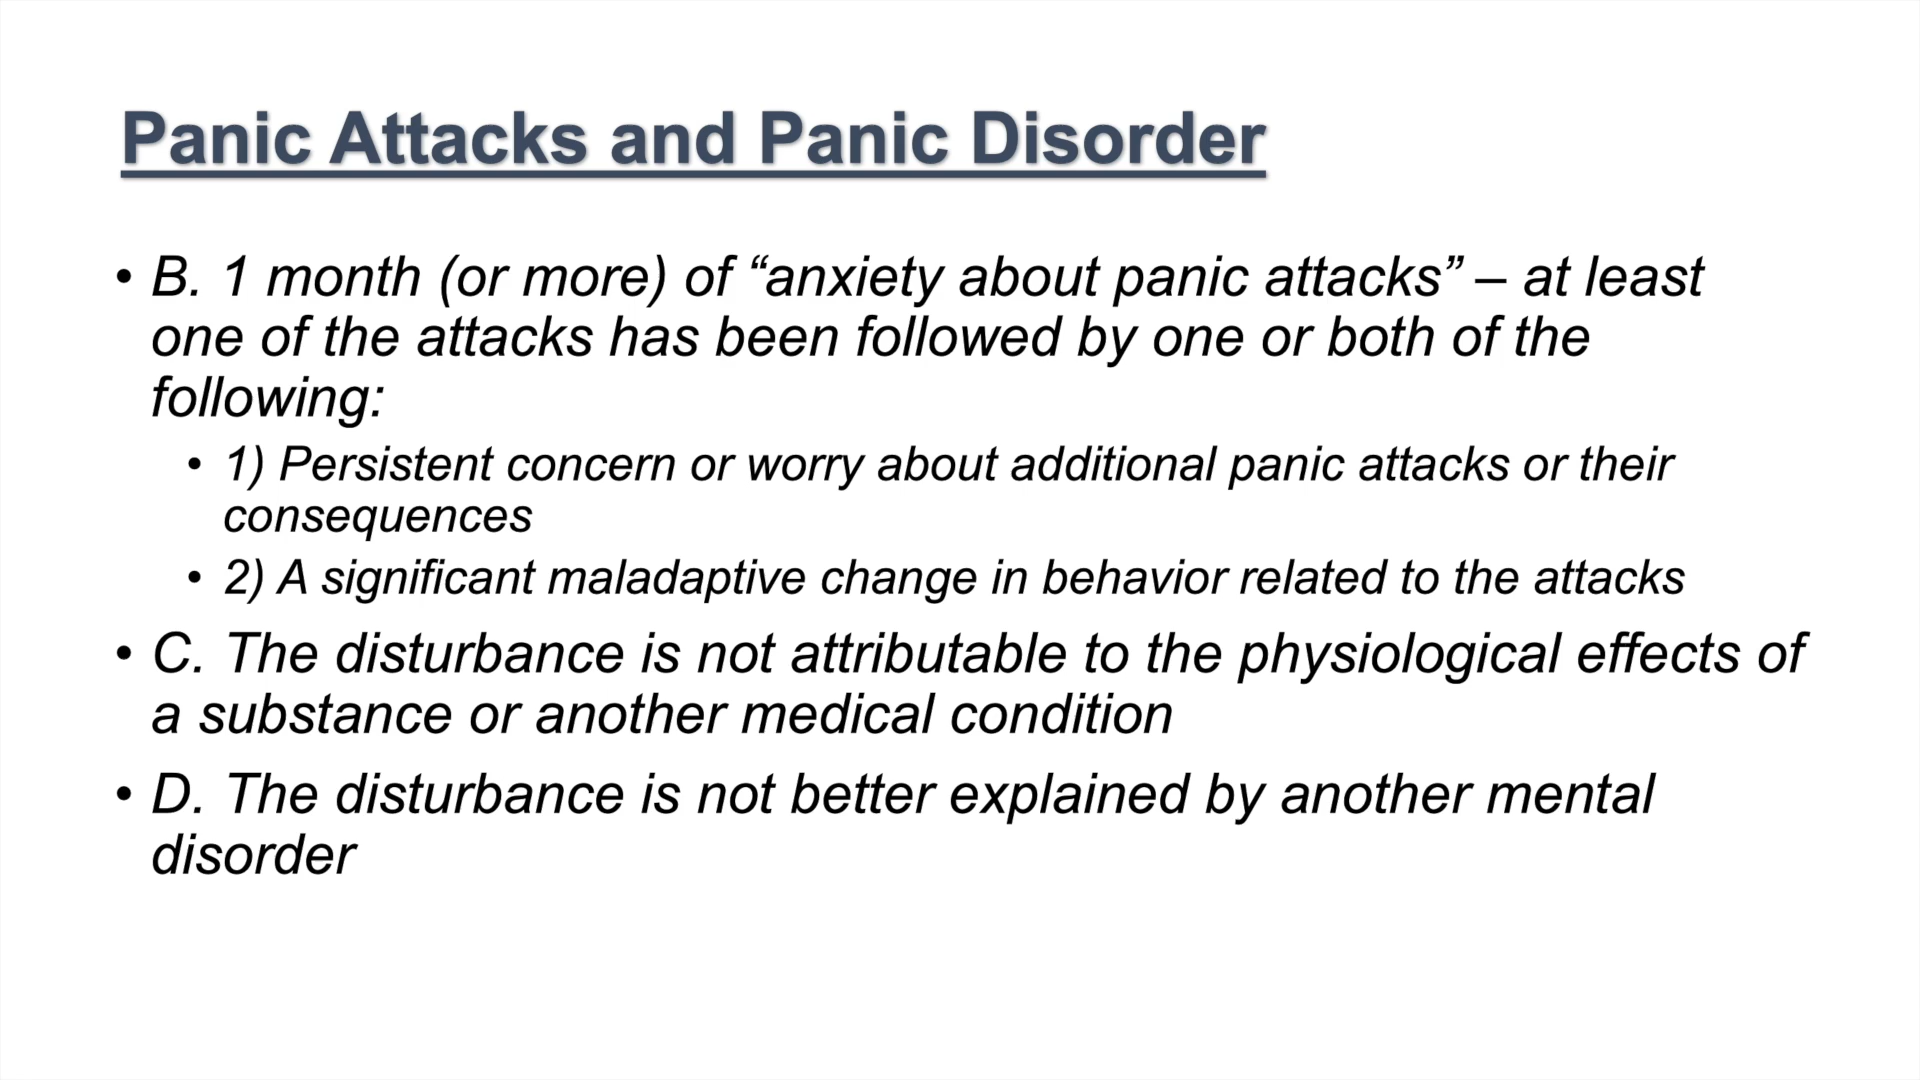 Panic Attacks and Panic Disorder
• B. 1 month (or more) of “anxiety about panic attacks” – at least
one of the attacks has been followed by one or both of the
following:
• 1) Persistent concern or worry about additional panic attacks or their
consequences
• 2) A significant maladaptive change in behavior related to the attacks
• C. The disturbance is not attributable to the physiological effects of
a substance or another medical condition
• D. The disturbance is not better explained by another mental
disorder